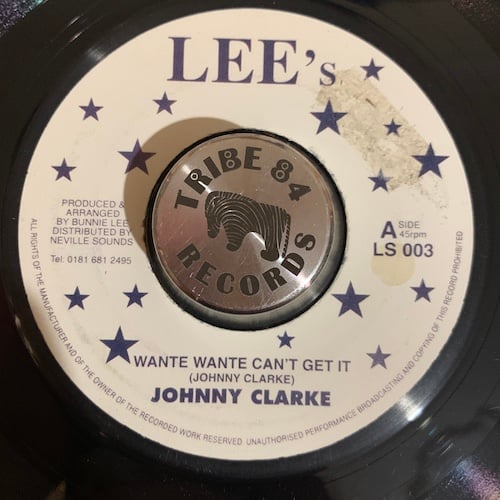 LEE's
TRIBE 84
RECORDS
PRODUCED &
ARRANGED
BY BUNNIE LEE
DISTRIBUTED BY
NEVILLE SOUNDS
Tel: 0181 681 2495
A SIDE
45rpm
LS 003
WANTE WANTE CAN'T GET IT
(JOHNNY CLARKE)
JOHNNY CLARKE
ALL RIGHTS OF THE MANUFACTURER AND OF THE OWNER OF THE RECORDED WORK RESERVED. UNAUTHORISED PERFORMANCE BROADCASTING AND COPYING OF THIS RECORD PROHIBITED